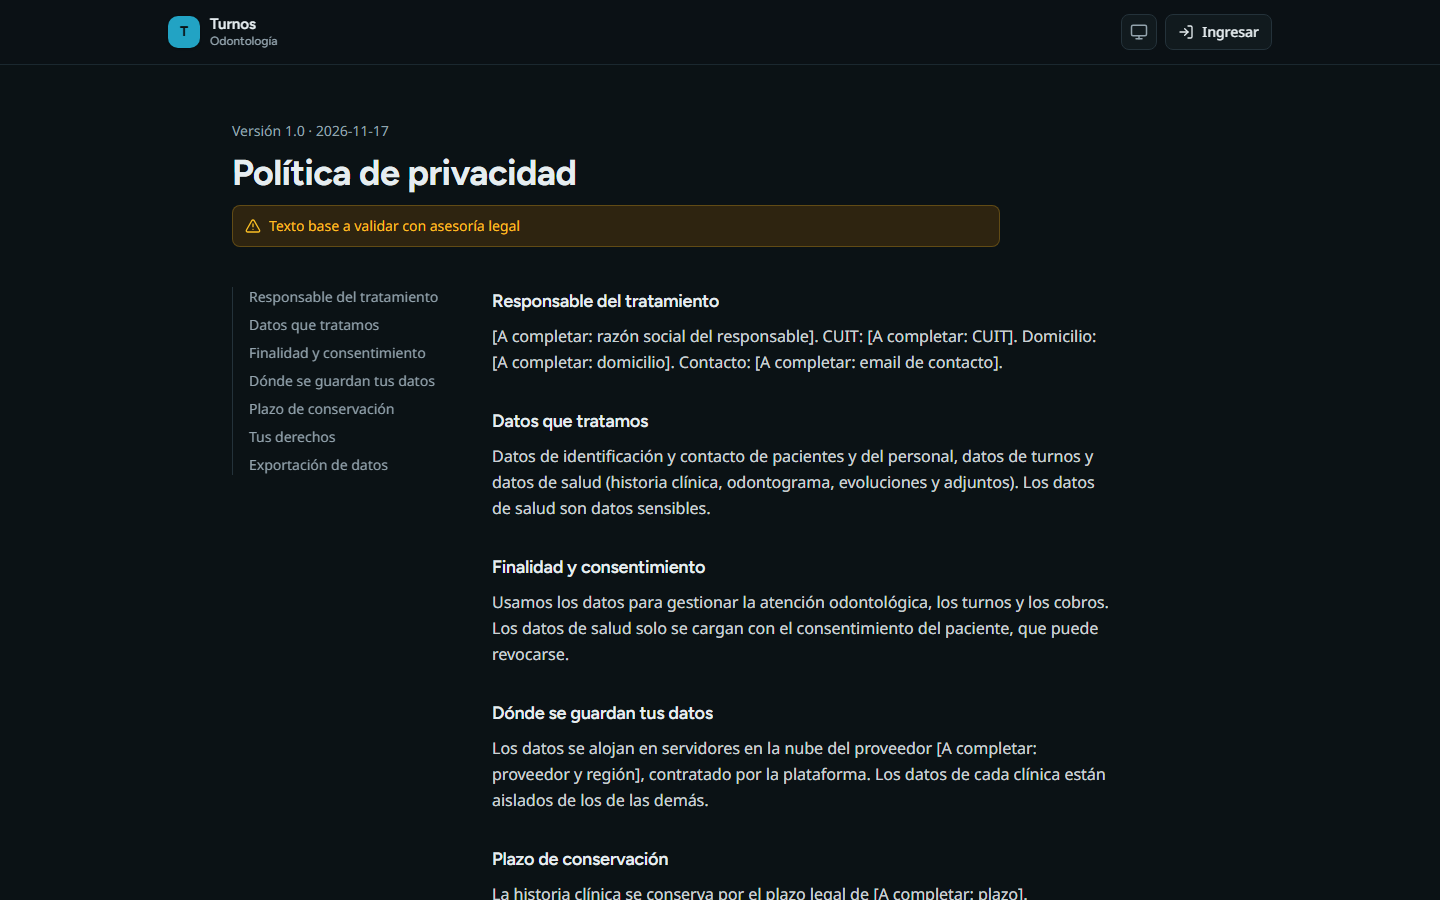 T
Turnos
Odontología
Ingresar
Versión 1.0 · 2026-11-17
Política de privacidad
Texto base a validar con asesoría legal
Responsable del tratamiento
Datos que tratamos
Finalidad y consentimiento
Dónde se guardan tus datos
Plazo de conservación
Tus derechos
Exportación de datos
Responsable del tratamiento
[A completar: razón social del responsable]. CUIT: [A completar: CUIT]. Domicilio:
[A completar: domicilio]. Contacto: [A completar: email de contacto].
Datos que tratamos
Datos de identificación y contacto de pacientes y del personal, datos de turnos y
datos de salud (historia clínica, odontograma, evoluciones y adjuntos). Los datos
de salud son datos sensibles.
Finalidad y consentimiento
Usamos los datos para gestionar la atención odontológica, los turnos y los cobros.
Los datos de salud solo se cargan con el consentimiento del paciente, que puede
revocarse.
Dónde se guardan tus datos
Los datos se alojan en servidores en la nube del proveedor [A completar:
proveedor y región], contratado por la plataforma. Los datos de cada clínica están
aislados de los de las demás.
Plazo de conservación
La historia clínica se conserva por el plazo legal de [A completar: plazo].